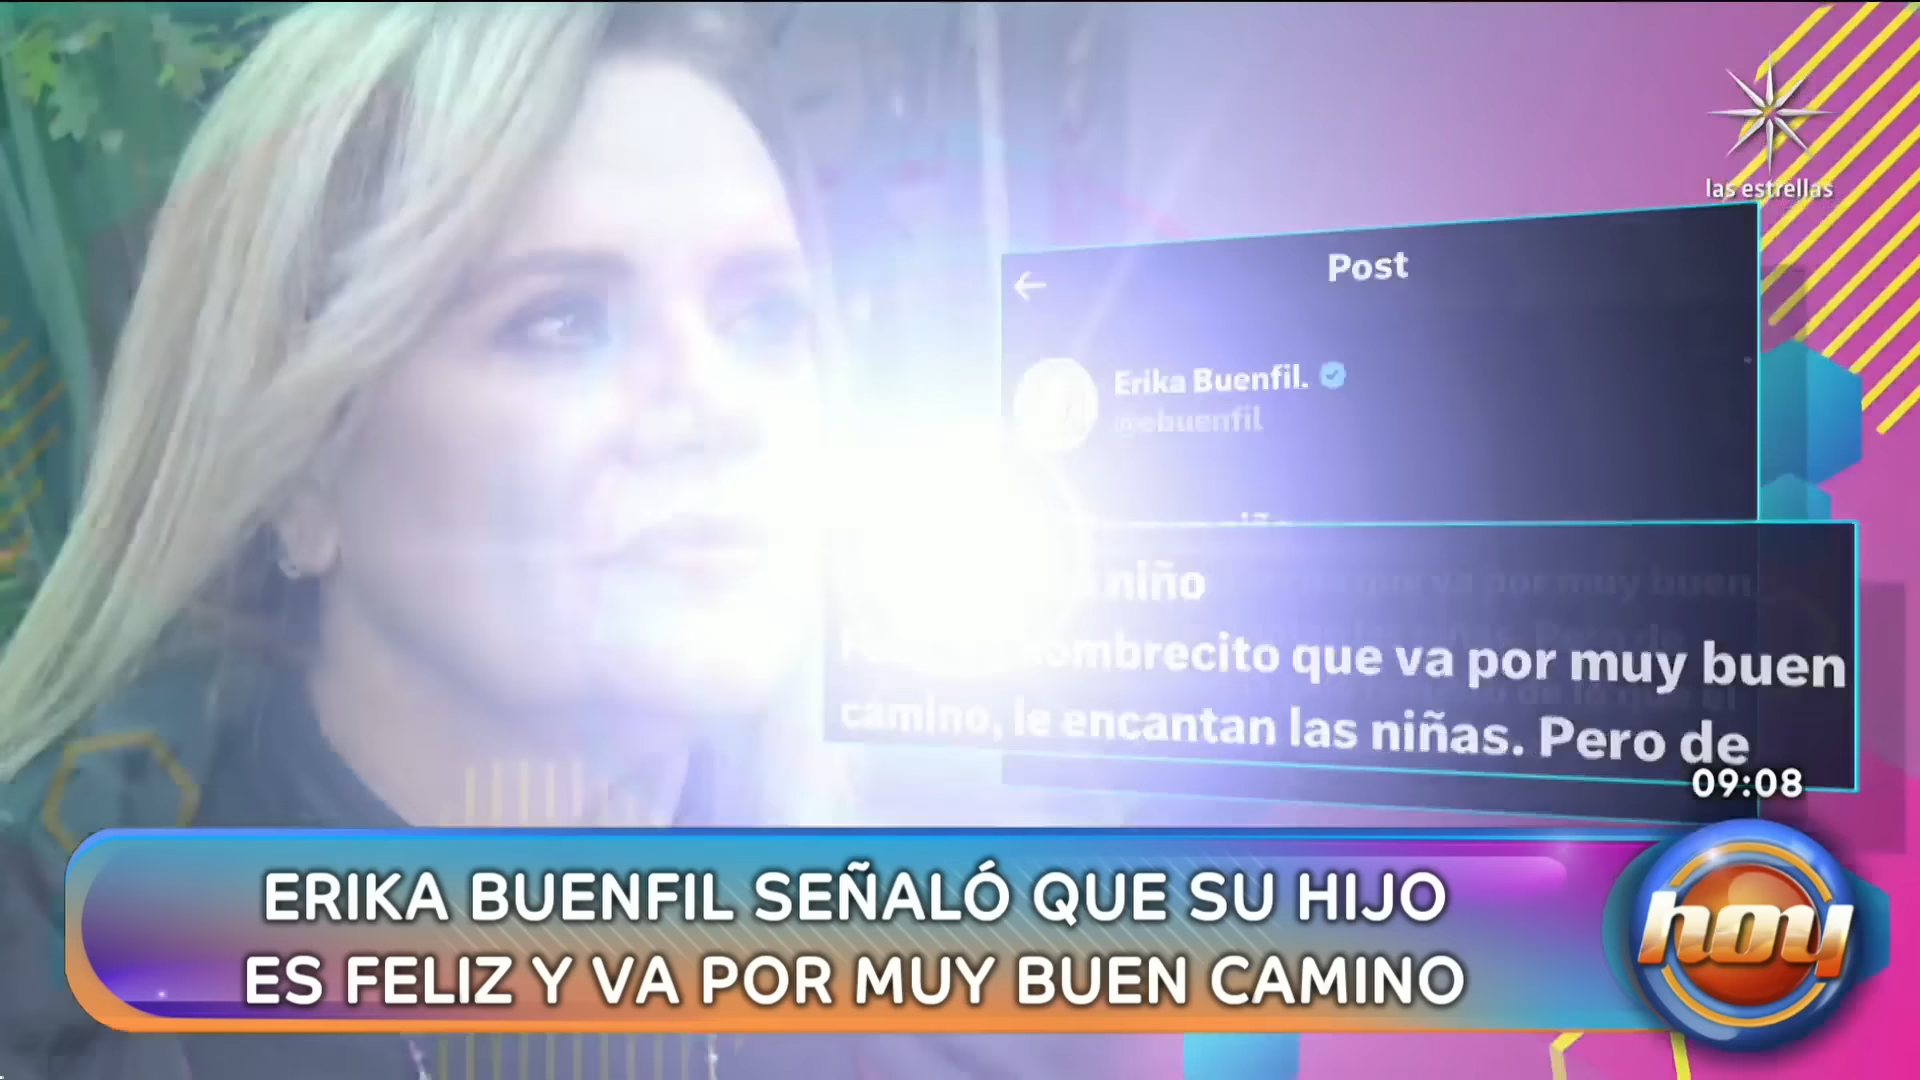 las estrellas
Post
Erika Buenfil.
@ebuenfil
niño
que va por muy buen
camino, le encantan las niñas. Pero de
09:08
ERIKA BUENFIL SEÑALÓ QUE SU HIJO
ES FELIZ Y VA POR MUY BUEN CAMINO
hoy